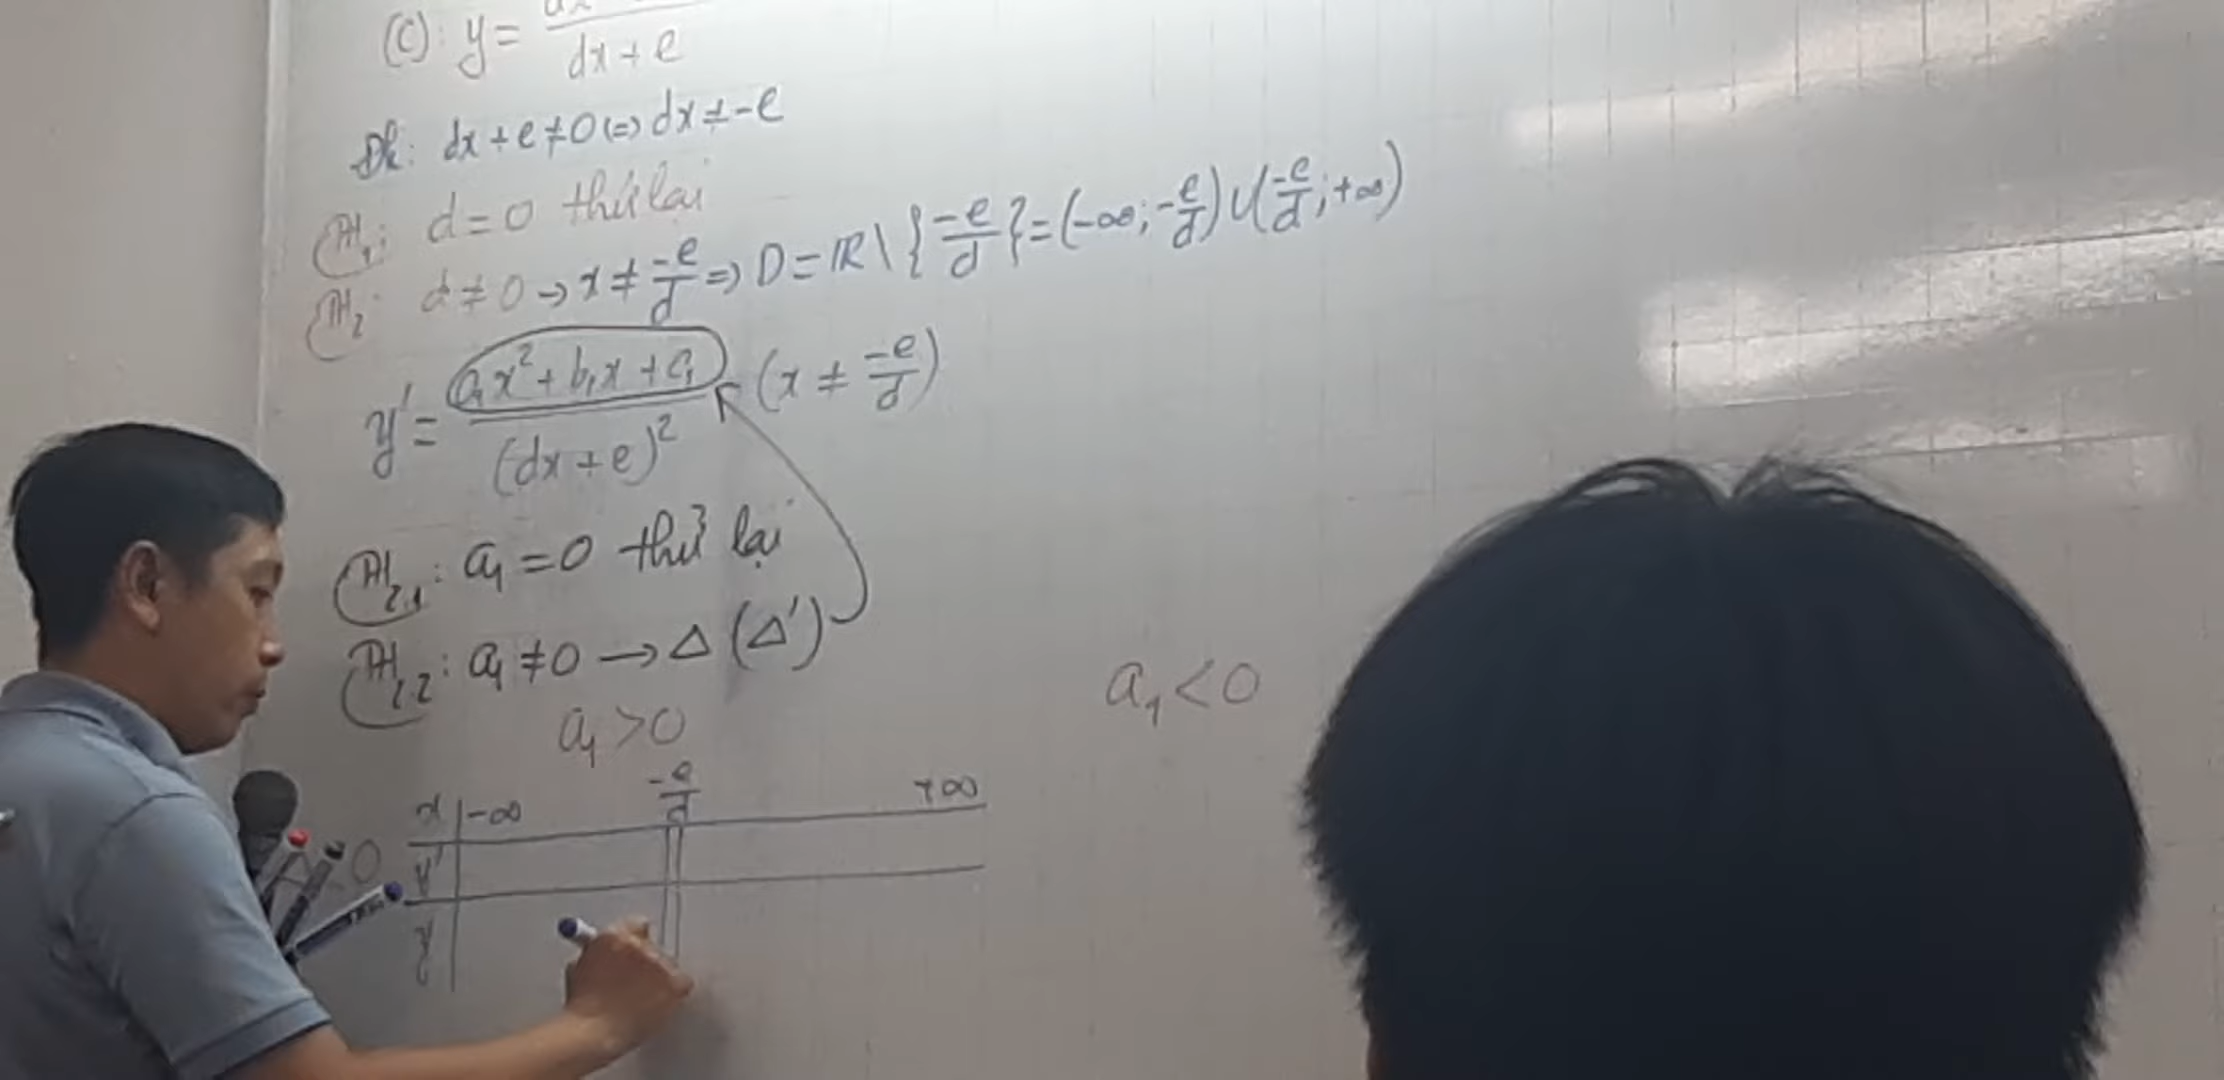 (C): y = ax / dx + e
Đk: dx + e ≠ 0 (=) dx ≠ -e
TH1: d = 0 thử lại
TH2: d ≠ 0 → x ≠ -e/d => D = ℝ \ {-e/d} = (-∞; -e/d) ∪ (-e/d; +∞)
y' = a₁x² + b₁x + c₁ / (dx + e)² (x ≠ -e/d)
TH2.1: a₁ = 0 thử lại
TH2.2: a₁ ≠ 0 → Δ (Δ')
a₁ > 0 a₁ < 0
x -∞ -e/d +∞
0 y'
y